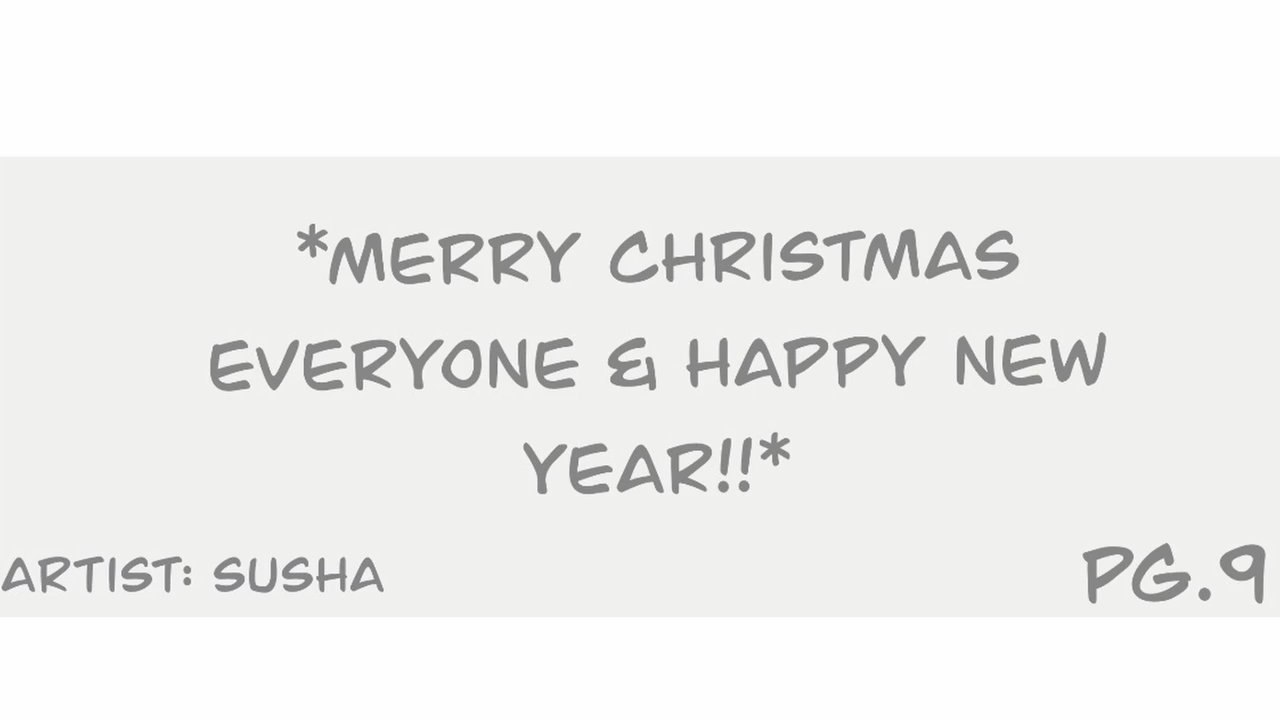 *MERRY CHRISTMAS
EVERYONE & HAPPY NEW
YEAR!!*
ARTIST: SUSHA
PG.9